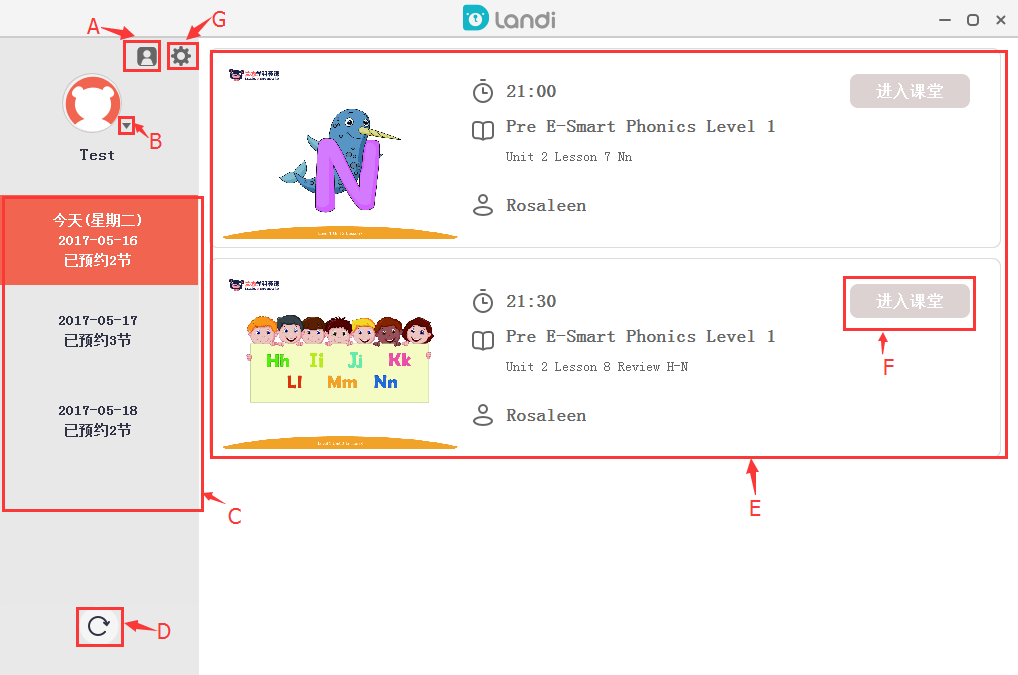 Landi
A
G
B
Test
今天(星期二)
2017-05-16
已预约2节
2017-05-17
已预约3节
2017-05-18
已预约2节
C
D
N
21:00
进入课堂
Pre E-Smart Phonics Level 1
Unit 2 Lesson 7 Nn
Rosaleen
Hh Ii Jj Kk
Ll Mm Nn
21:30
进入课堂
Pre E-Smart Phonics Level 1
Unit 2 Lesson 8 Review H-N
Rosaleen
F
E